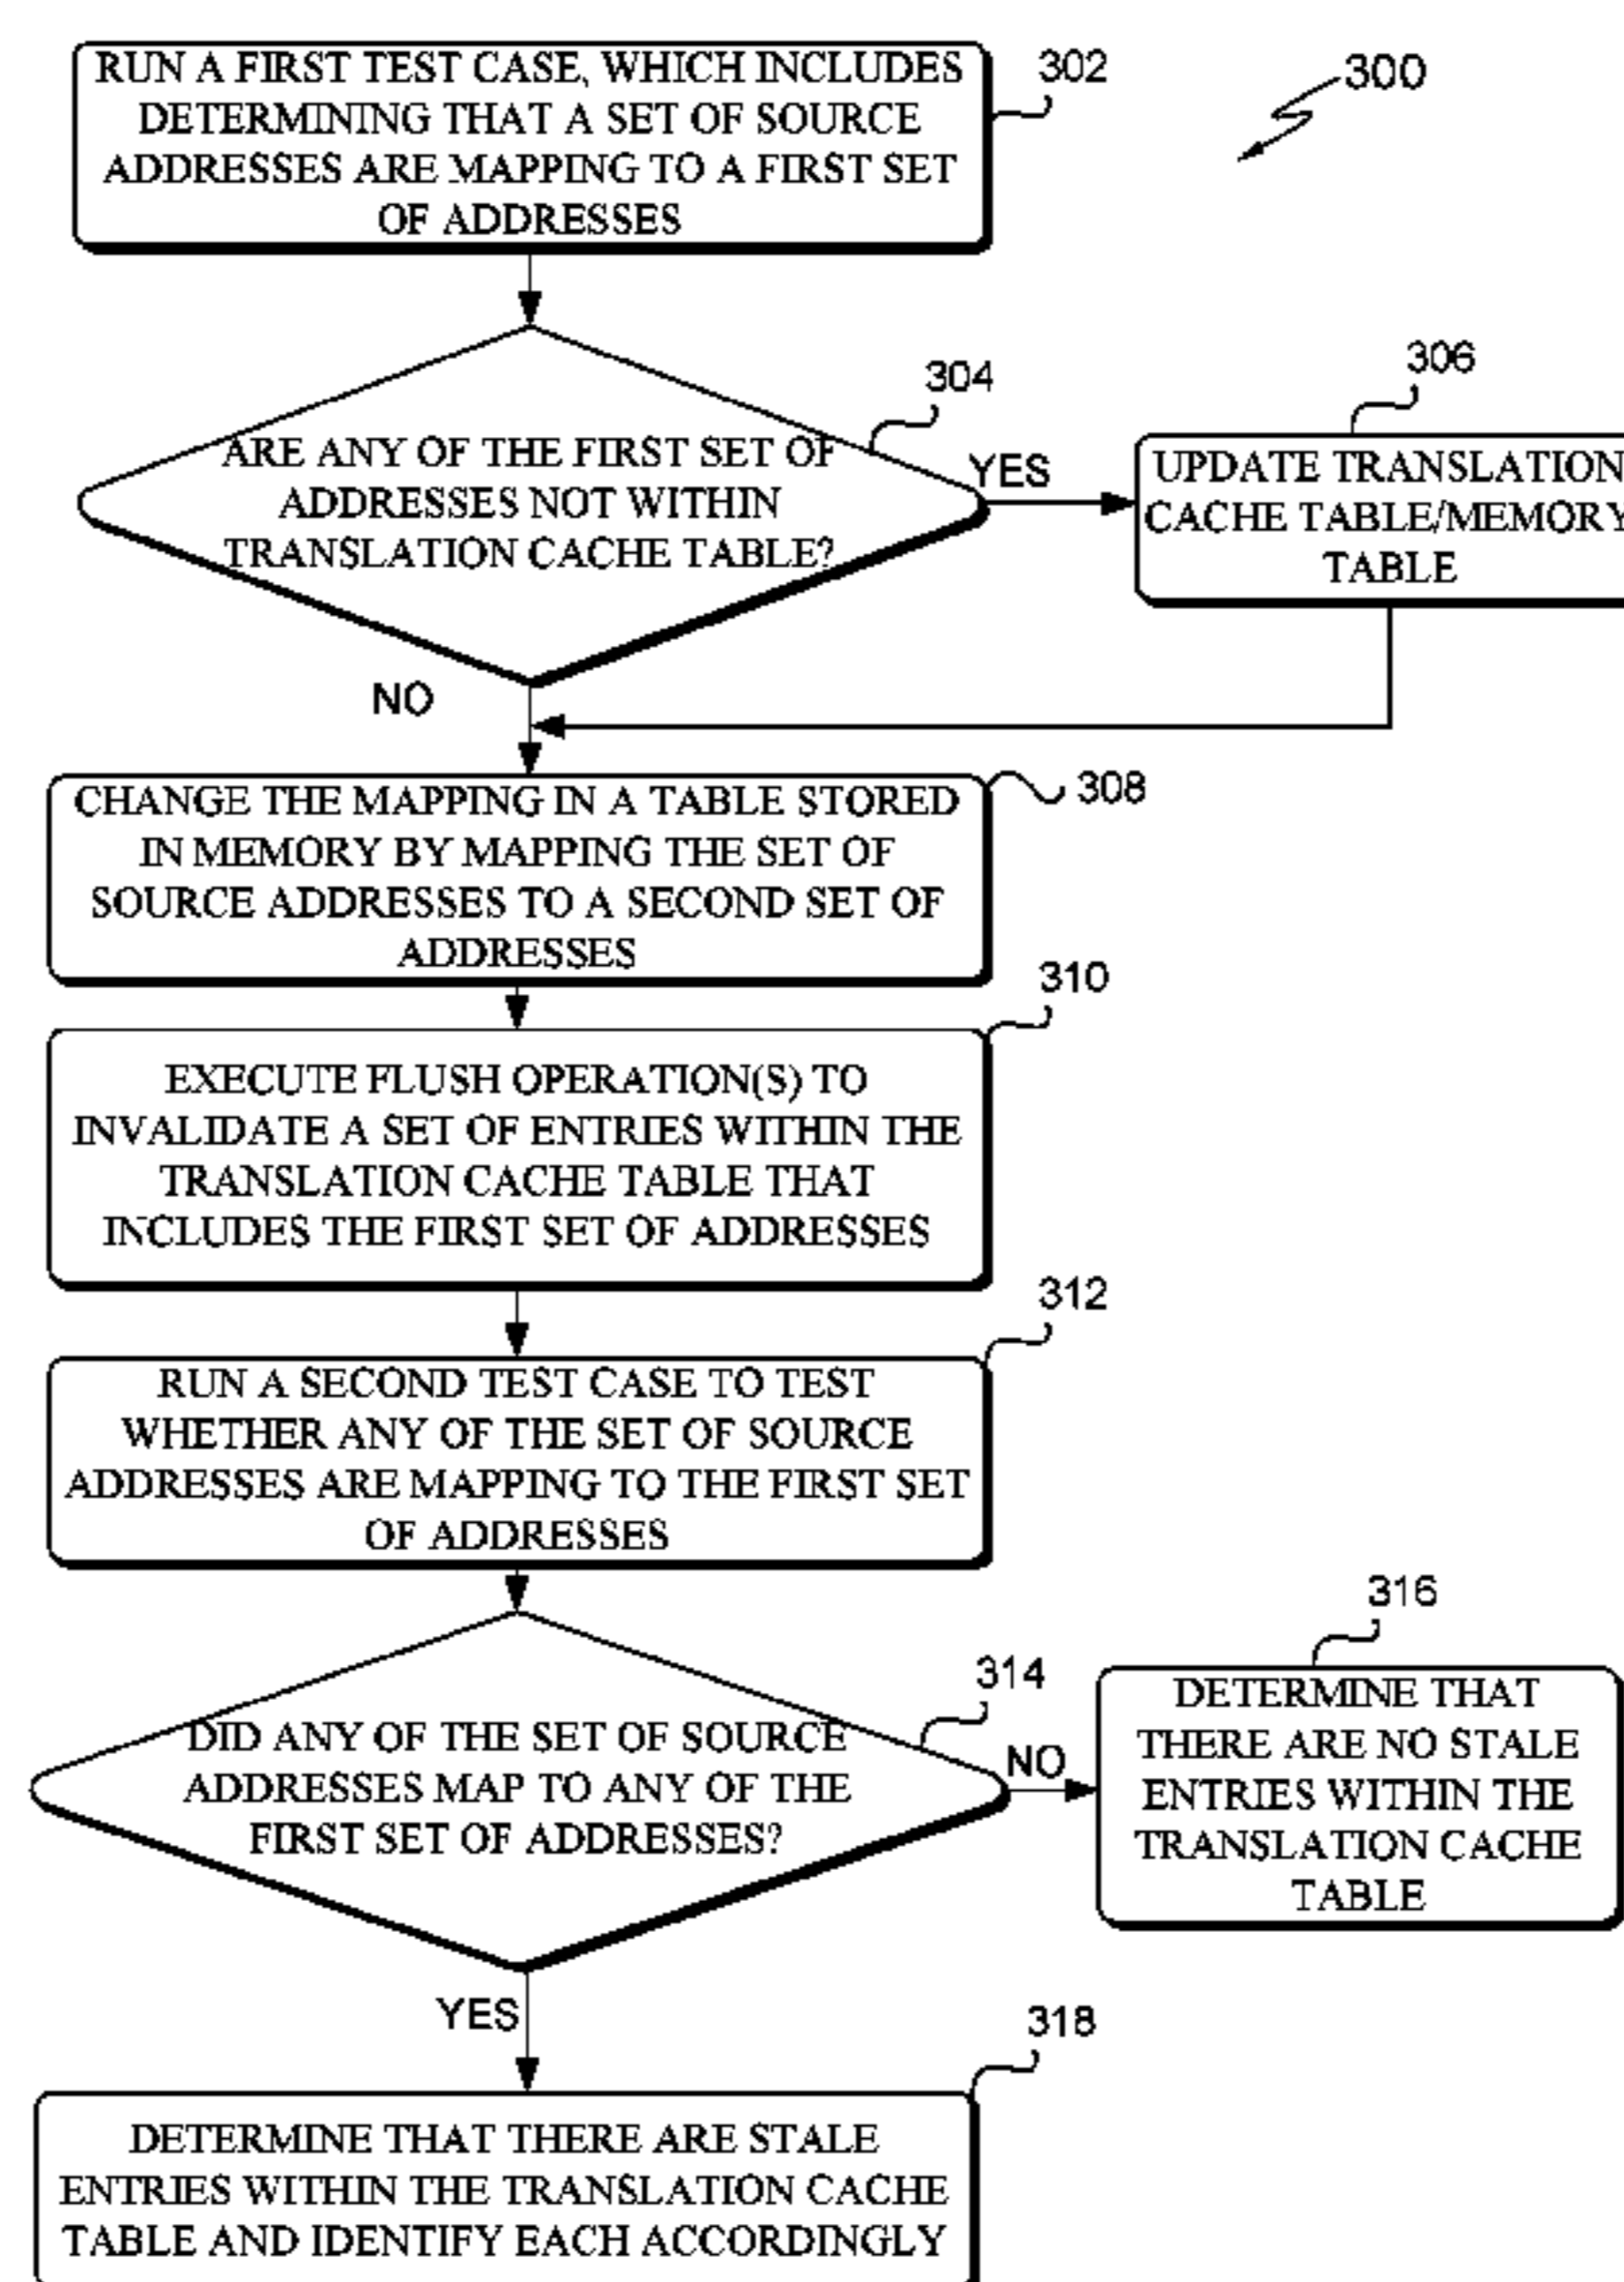 RUN A FIRST TEST CASE, WHICH INCLUDES
DETERMINING THAT A SET OF SOURCE
ADDRESSES ARE MAPPING TO A FIRST SET
OF ADDRESSES
302
300
304
ARE ANY OF THE FIRST SET OF
ADDRESSES NOT WITHIN
TRANSLATION CACHE TABLE?
YES
306
UPDATE TRANSLATION
CACHE TABLE/MEMORY
TABLE
NO
CHANGE THE MAPPING IN A TABLE STORED
IN MEMORY BY MAPPING THE SET OF
SOURCE ADDRESSES TO A SECOND SET OF
ADDRESSES
308
310
EXECUTE FLUSH OPERATION(S) TO
INVALIDATE A SET OF ENTRIES WITHIN THE
TRANSLATION CACHE TABLE THAT
INCLUDES THE FIRST SET OF ADDRESSES
312
RUN A SECOND TEST CASE TO TEST
WHETHER ANY OF THE SET OF SOURCE
ADDRESSES ARE MAPPING TO THE FIRST SET
OF ADDRESSES
314
DID ANY OF THE SET OF SOURCE
ADDRESSES MAP TO ANY OF THE
FIRST SET OF ADDRESSES?
NO
316
DETERMINE THAT
THERE ARE NO STALE
ENTRIES WITHIN THE
TRANSLATION CACHE
TABLE
YES
318
DETERMINE THAT THERE ARE STALE
ENTRIES WITHIN THE TRANSLATION CACHE
TABLE AND IDENTIFY EACH ACCORDINGLY